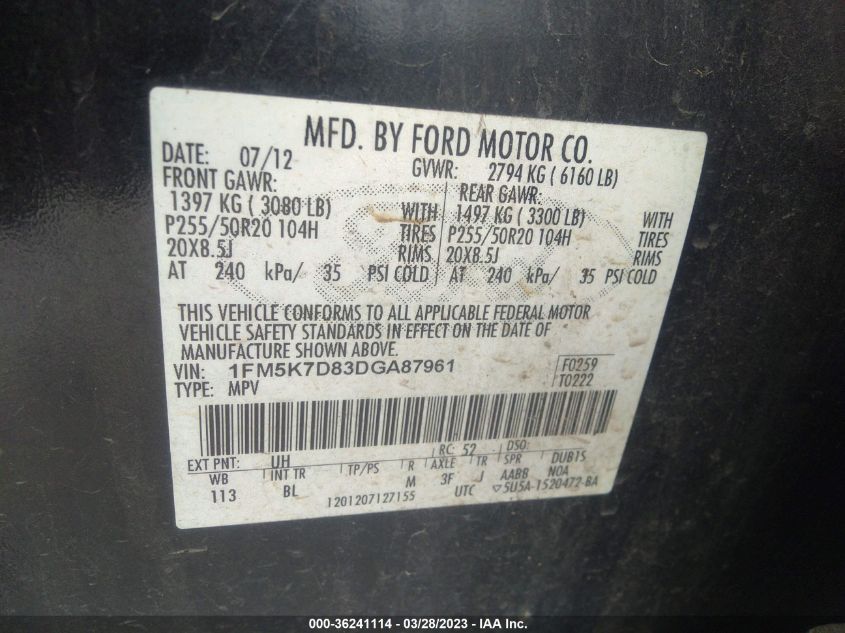 MFD. BY FORD MOTOR CO.
DATE: 07/12 GVWR: 2794 KG ( 6160 LB)
FRONT GAWR: REAR GAWR:
1397 KG ( 3080 LB) WITH 1497 KG ( 3300 LB) WITH
P255/50R20 104H TIRES P255/50R20 104H TIRES
20X8.5J RIMS 20X8.5J RIMS
AT 240 kPa/ 35 PSI COLD AT 240 kPa/ 35 PSI COLD
THIS VEHICLE CONFORMS TO ALL APPLICABLE FEDERAL MOTOR
VEHICLE SAFETY STANDARDS IN EFFECT ON THE DATE OF
MANUFACTURE SHOWN ABOVE.
VIN: 1FM5K7D83DGA87961 F0259
TYPE: MPV T0222
EXT PNT: UH RC: 52 DSO:
WB INT TR TP/PS R AXLE TR SPR DUB15
113 BL M 3F J AABB NOA
1201207127155 UTC ▽5U5A-1520472-BA
000-36241114 — 03/28/2023 — IAA Inc.